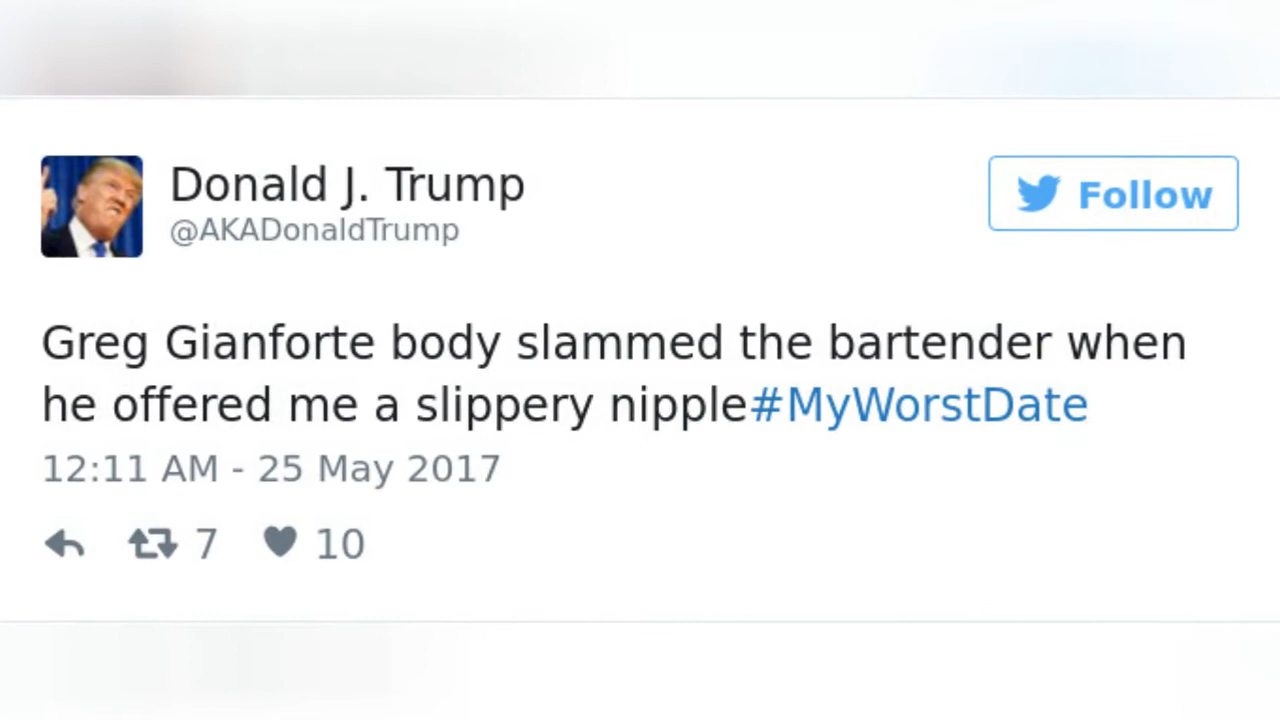 Donald J. Trump
@AKADonaldTrump
Follow
Greg Gianforte body slammed the bartender when
he offered me a slippery nipple#MyWorstDate
12:11 AM - 25 May 2017
7 10